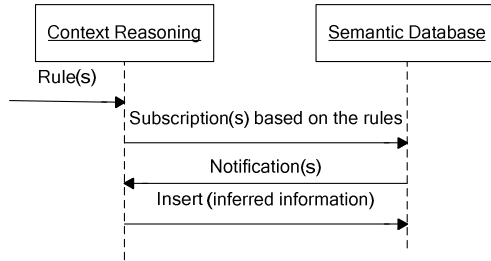 Context Reasoning
Semantic Database
Rule(s)
Subscription(s) based on the rules
Notification(s)
Insert (inferred information)